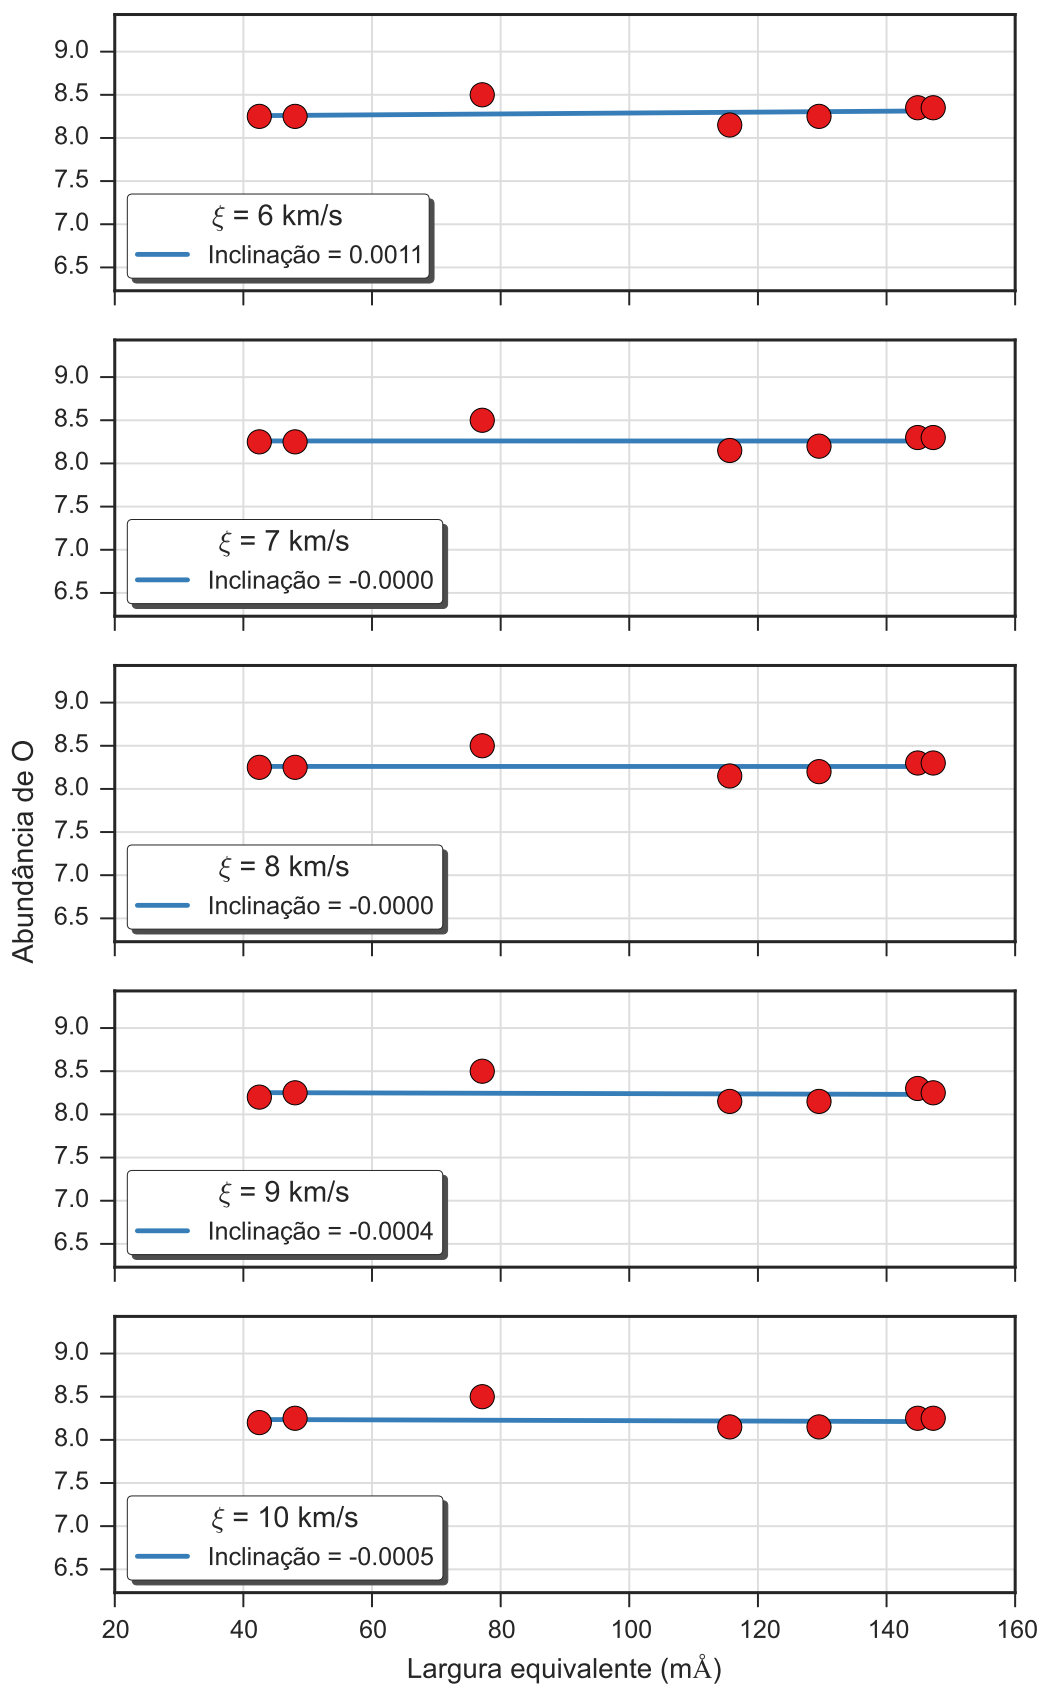 9.0
8.5
8.0
7.5
7.0
6.5
ξ = 6 km/s
Inclinação = 0.0011
9.0
8.5
8.0
7.5
7.0
6.5
ξ = 7 km/s
Inclinação = -0.0000
Abundância de O
9.0
8.5
8.0
7.5
7.0
6.5
ξ = 8 km/s
Inclinação = -0.0000
9.0
8.5
8.0
7.5
7.0
6.5
ξ = 9 km/s
Inclinação = -0.0004
9.0
8.5
8.0
7.5
7.0
6.5
ξ = 10 km/s
Inclinação = -0.0005
20 40 60 80 100 120 140 160
Largura equivalente (mÅ)